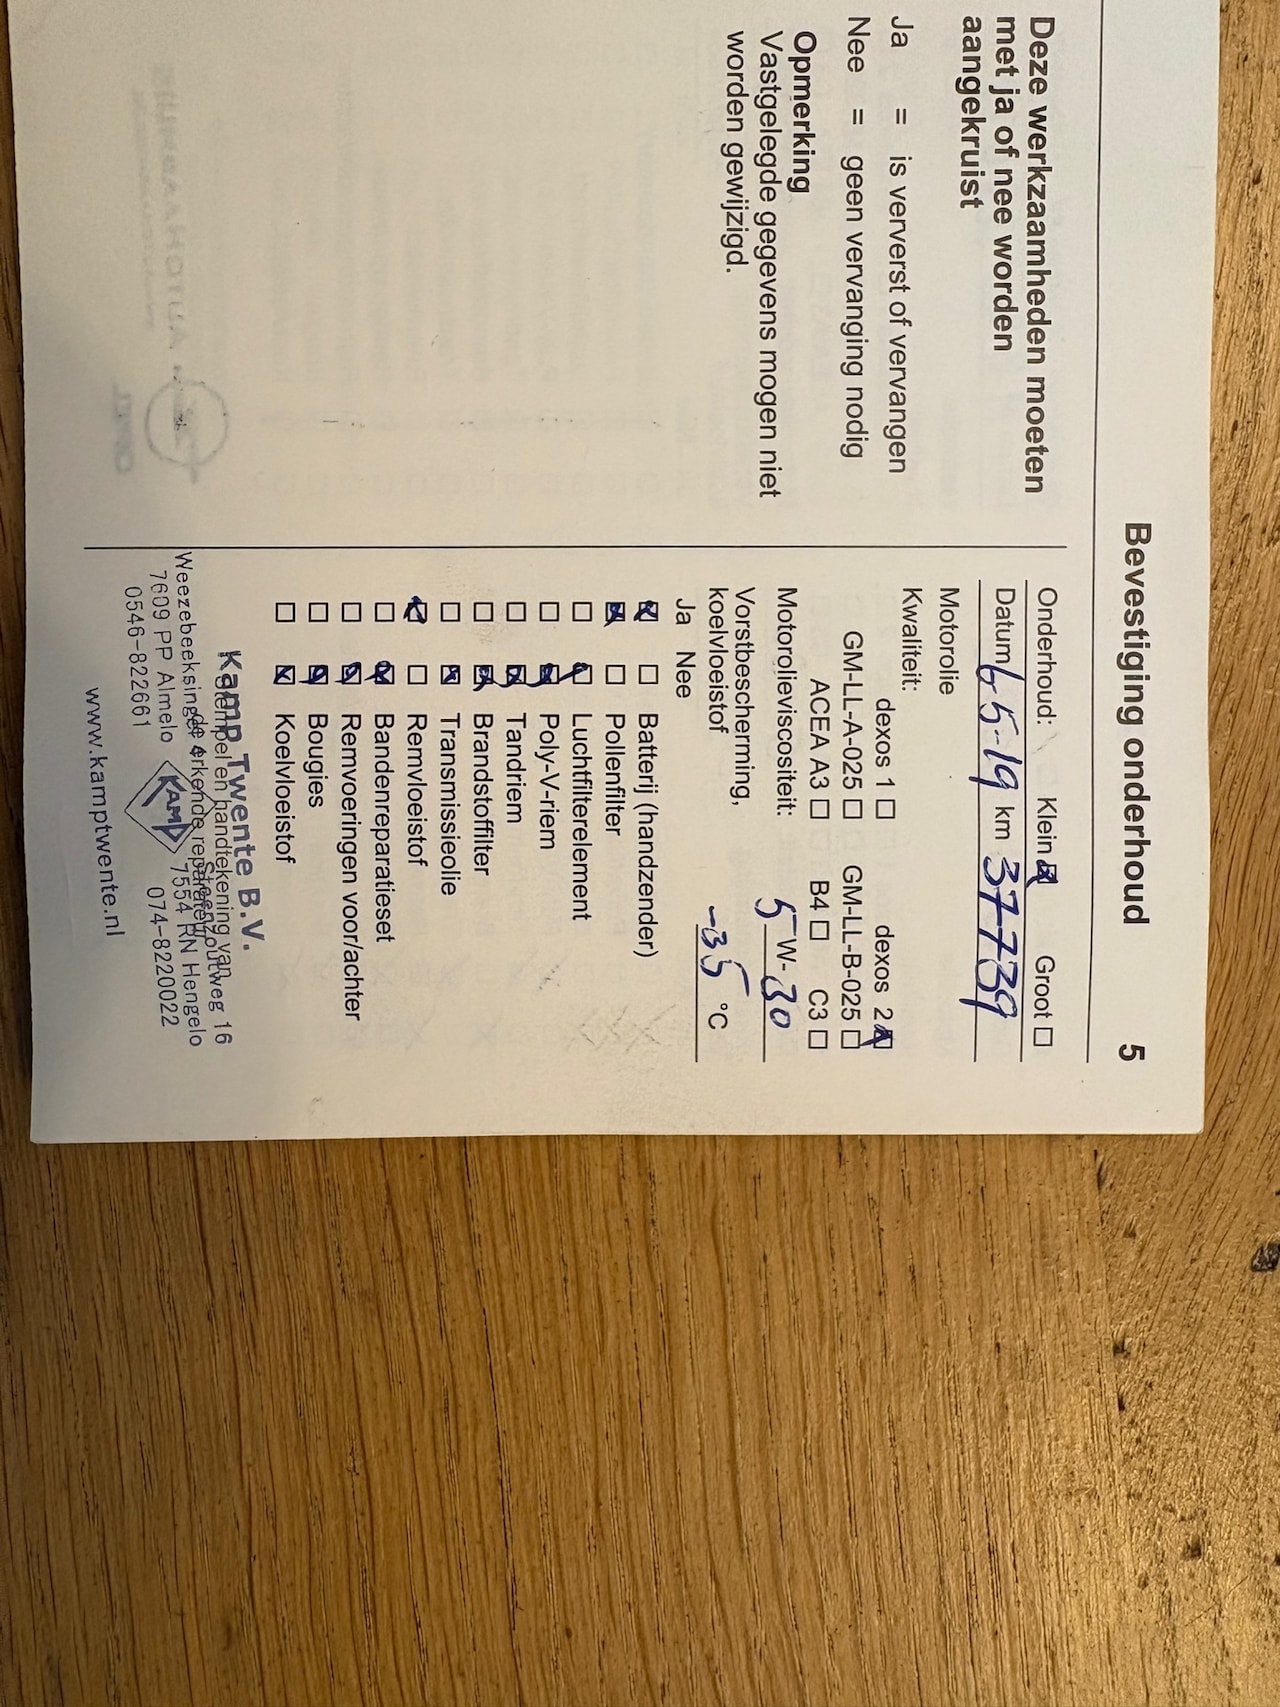 Bevestiging onderhoud 5
Deze werkzaamheden moeten
met ja of nee worden
aangekruist
Ja = is ververst of vervangen
Nee = geen vervanging nodig
Opmerking
Vastgelegde gegevens mogen niet
worden gewijzigd.
Onderhoud: Klein ☒ Groot ☐
Datum 6-5-19 km 37739
Motorolie
Kwaliteit:
dexos 1 ☐ dexos 2 ☒
GM-LL-A-025 ☐ GM-LL-B-025 ☐
ACEA A3 ☐ B4 ☐ C3 ☐
Motorolieviscositeit: 5 W-30
Vorstbescherming,
koelvloeistof -35 °C
Ja Nee
☒ ☐ Batterij (handzender)
☒ ☐ Pollenfilter
☐ ☒ Luchtfilterelement
☐ ☒ Poly-V-riem
☐ ☒ Tandriem
☐ ☒ Brandstoffilter
☐ ☒ Transmissieolie
☒ ☐ Remvloeistof
☐ ☒ Bandenreparatieset
☐ ☒ Remvoeringen voor/achter
☐ ☒ Bougies
☐ ☒ Koelvloeistof
Kamp Twente B.V.
Stempel en handtekening van
de erkende reparateur
Weezebeeksingel 4
7609 PP Almelo
0546-822661
KAMP
Steenzoutweg 16
7554 RN Hengelo
074-8220022
www.kamptwente.nl